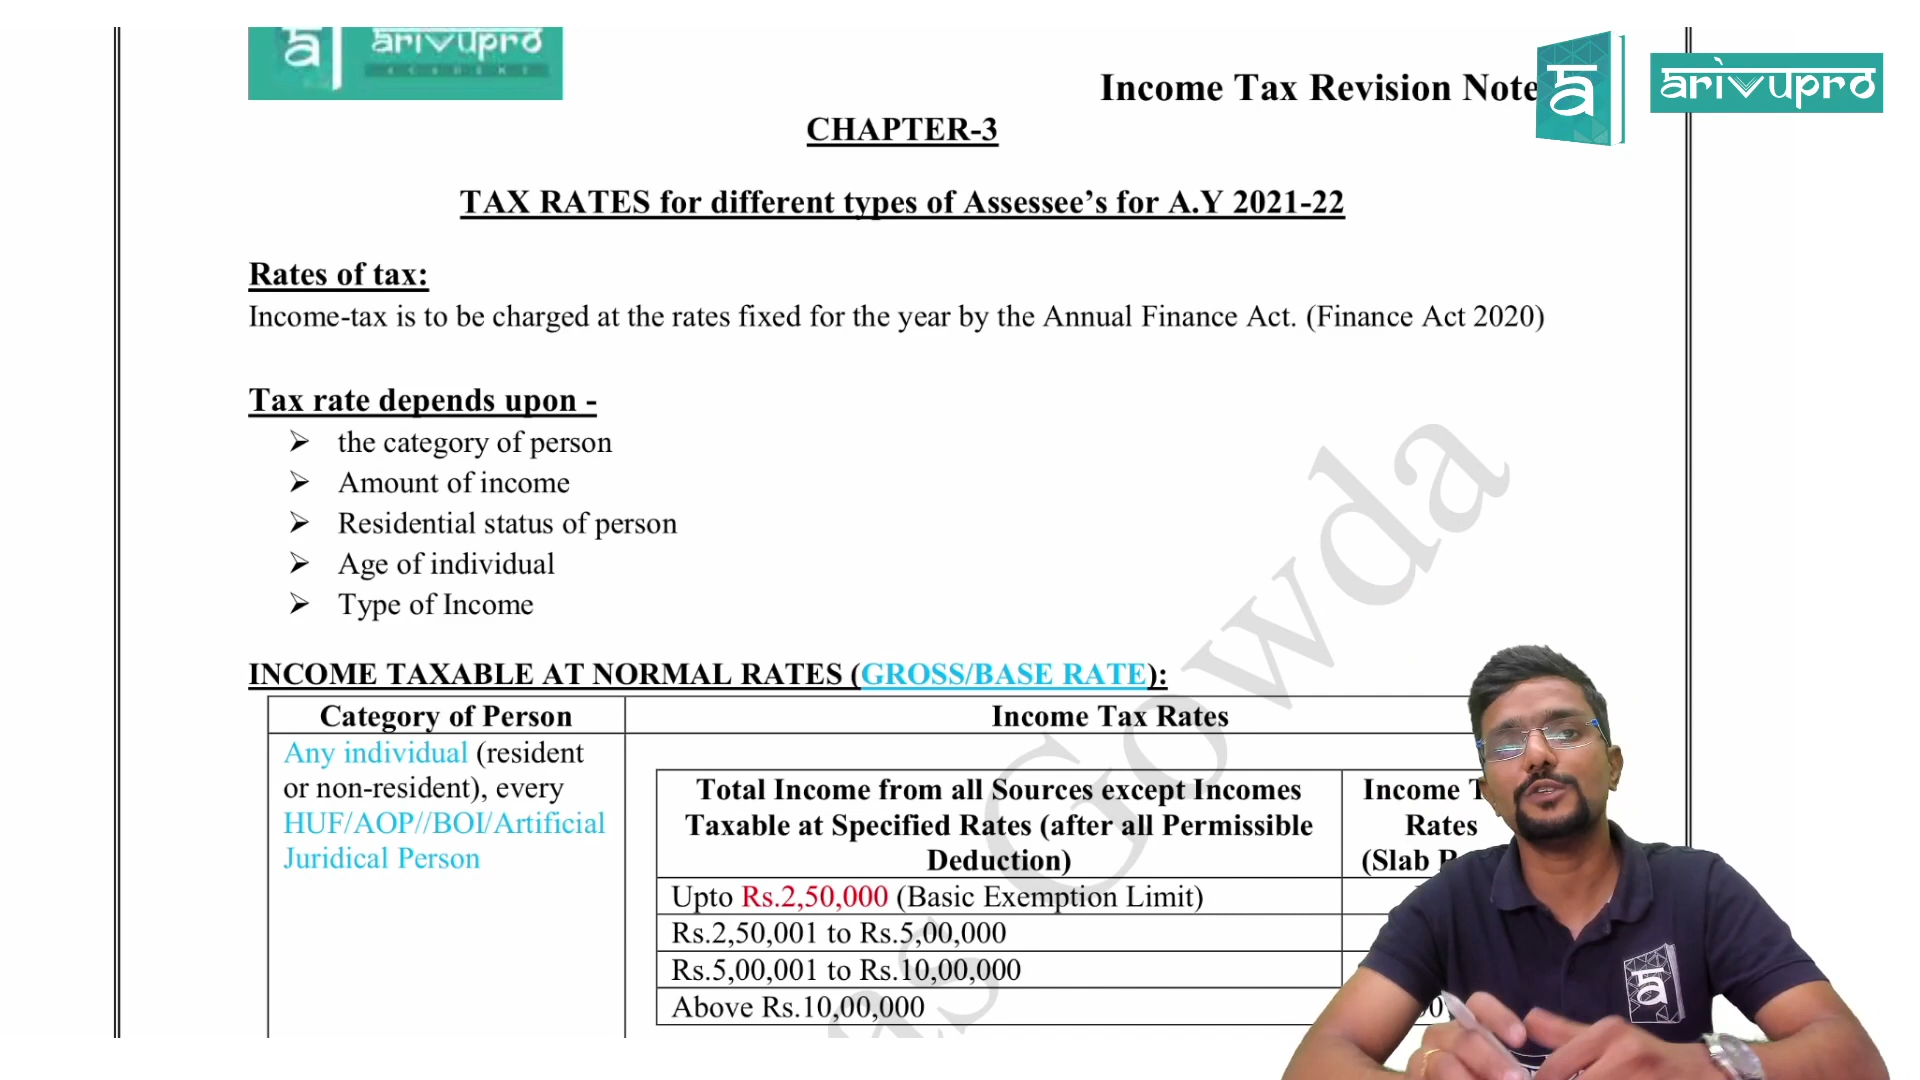 arivupro
ACADEMY
Income Tax Revision Note
ā
arivupro
CHAPTER-3
TAX RATES for different types of Assessee’s for A.Y 2021-22
Rates of tax:
Income-tax is to be charged at the rates fixed for the year by the Annual Finance Act. (Finance Act 2020)
Tax rate depends upon -
➢ the category of person
➢ Amount of income
➢ Residential status of person
➢ Age of individual
➢ Type of Income
INCOME TAXABLE AT NORMAL RATES (GROSS/BASE RATE):
Category of Person
Income Tax Rates
Any individual (resident
or non-resident), every
HUF/AOP//BOI/Artificial
Juridical Person
Total Income from all Sources except Incomes
Taxable at Specified Rates (after all Permissible
Deduction)
Income
Rates
(Slab
Upto Rs.2,50,000 (Basic Exemption Limit)
Rs.2,50,001 to Rs.5,00,000
Rs.5,00,001 to Rs.10,00,000
Above Rs.10,00,000
Gowda